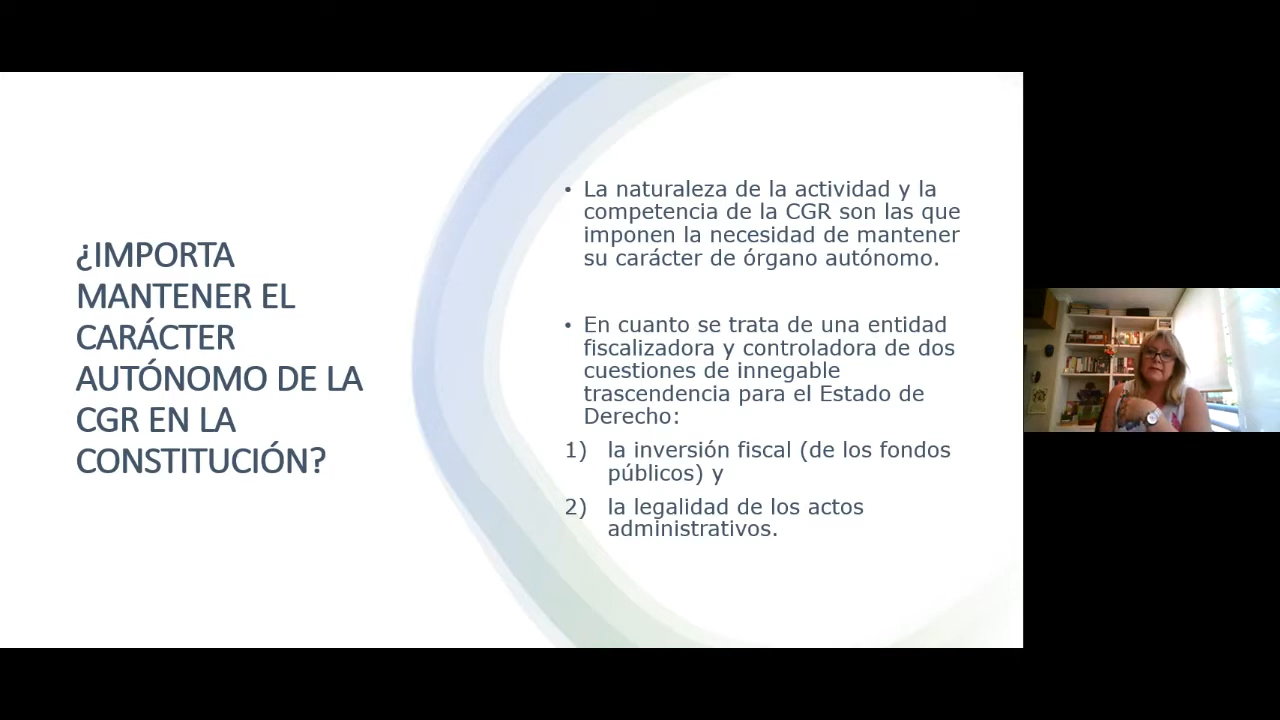 ¿IMPORTA
MANTENER EL
CARÁCTER
AUTÓNOMO DE LA
CGR EN LA
CONSTITUCIÓN?
• La naturaleza de la actividad y la
competencia de la CGR son las que
imponen la necesidad de mantener
su carácter de órgano autónomo.
• En cuanto se trata de una entidad
fiscalizadora y controladora de dos
cuestiones de innegable
trascendencia para el Estado de
Derecho:
1) la inversión fiscal (de los fondos
públicos) y
2) la legalidad de los actos
administrativos.